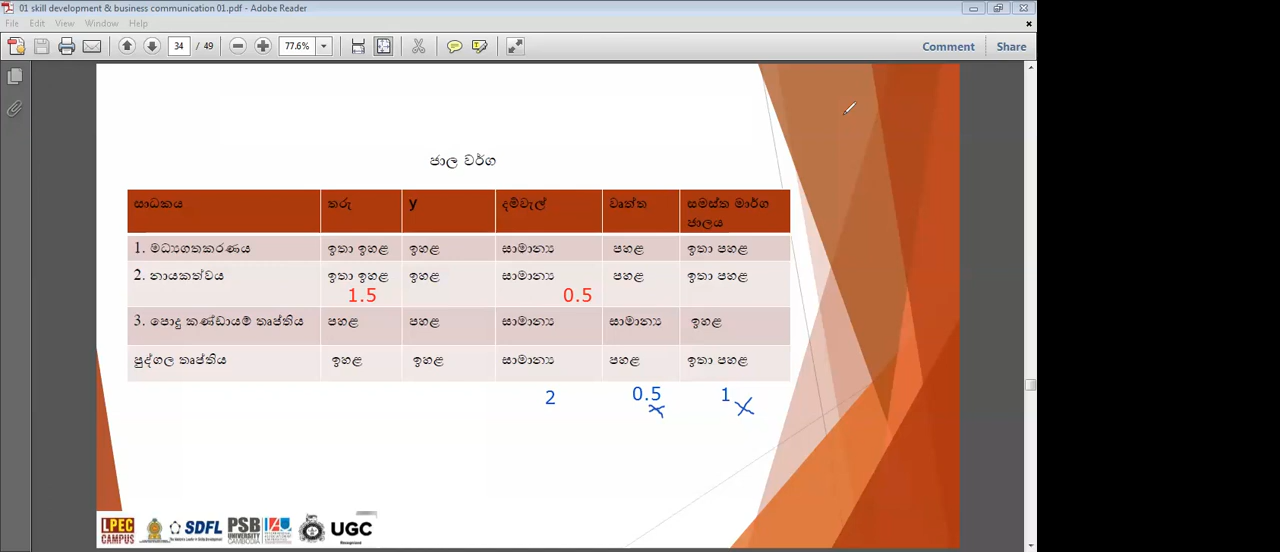 01 skill development & business communication 01.pdf - Adobe Reader
File Edit View Window Help
34 / 49 77.6% Comment Share
ජාල වර්ග
සාධකය තරු y දම්වැල් වෘත්ත සමස්ත මාර්ග
ජාලය
1. මධ්‍යගතකරණය ඉතා ඉහළ ඉහළ සාමාන්‍ය පහළ ඉතා පහළ
2. නායකත්වය ඉතා ඉහළ ඉහළ සාමාන්‍ය පහළ ඉතා පහළ
1.5 0.5
3. පොදු කණ්ඩායම් තෘප්තිය පහළ පහළ සාමාන්‍ය සාමාන්‍ය ඉහළ
පුද්ගල තෘප්තිය ඉහළ ඉහළ සාමාන්‍ය පහළ ඉතා පහළ
2 0.5 1
x x
LPEC CAMPUS SDFL PSB UNIVERSITY CAMBODIA IAU UGC